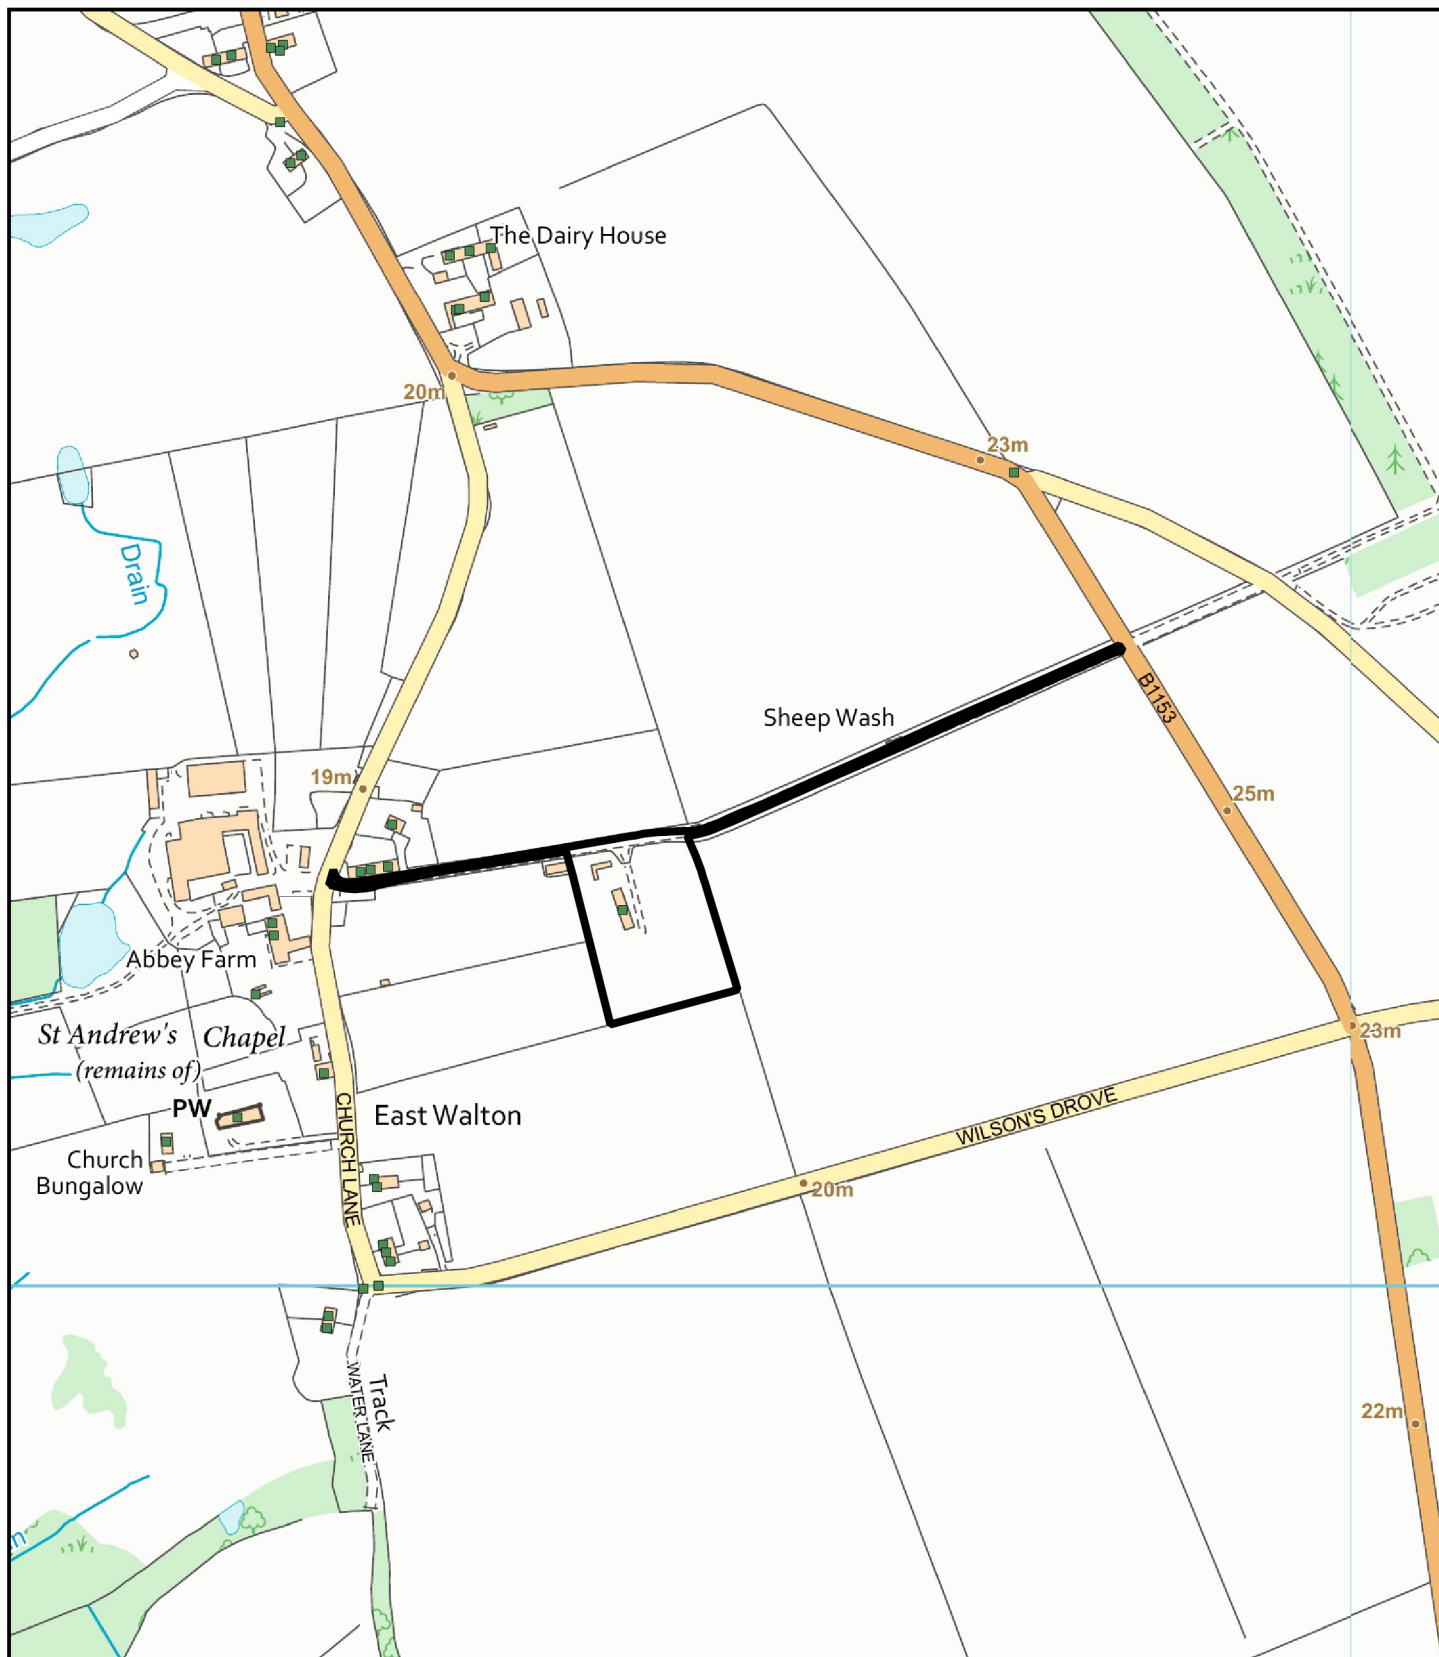 The Dairy House
20m
23m
Drain
Sheep Wash
B1153
19m
25m
Abbey Farm
St Andrew's Chapel
(remains of)
23m
PW
East Walton
CHURCH LANE
WILSON'S DROVE
Church
Bungalow
20m
Track
WATER LANE
22m
n